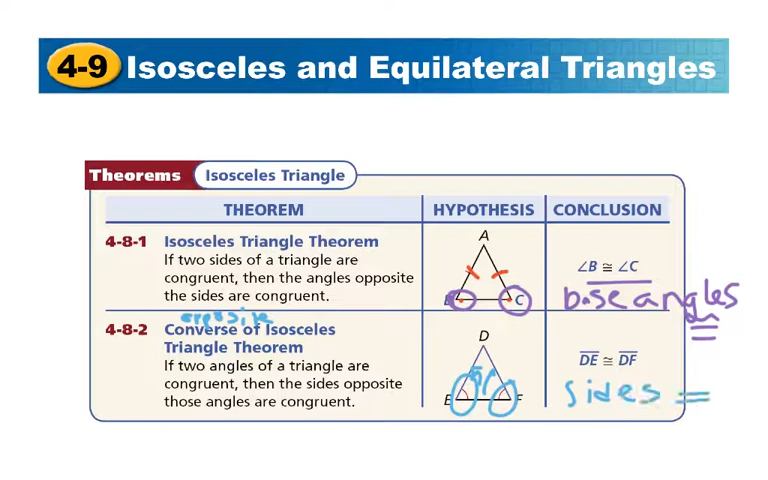 4-9 Isosceles and Equilateral Triangles
Theorems Isosceles Triangle
THEOREM HYPOTHESIS CONCLUSION
4-8-1 Isosceles Triangle Theorem
If two sides of a triangle are
congruent, then the angles opposite
the sides are congruent.
A
B C
∠B ≅ ∠C
base angles
=
opposite
4-8-2 Converse of Isosceles
Triangle Theorem
If two angles of a triangle are
congruent, then the sides opposite
those angles are congruent.
D
E F
DE ≅ DF
sides =